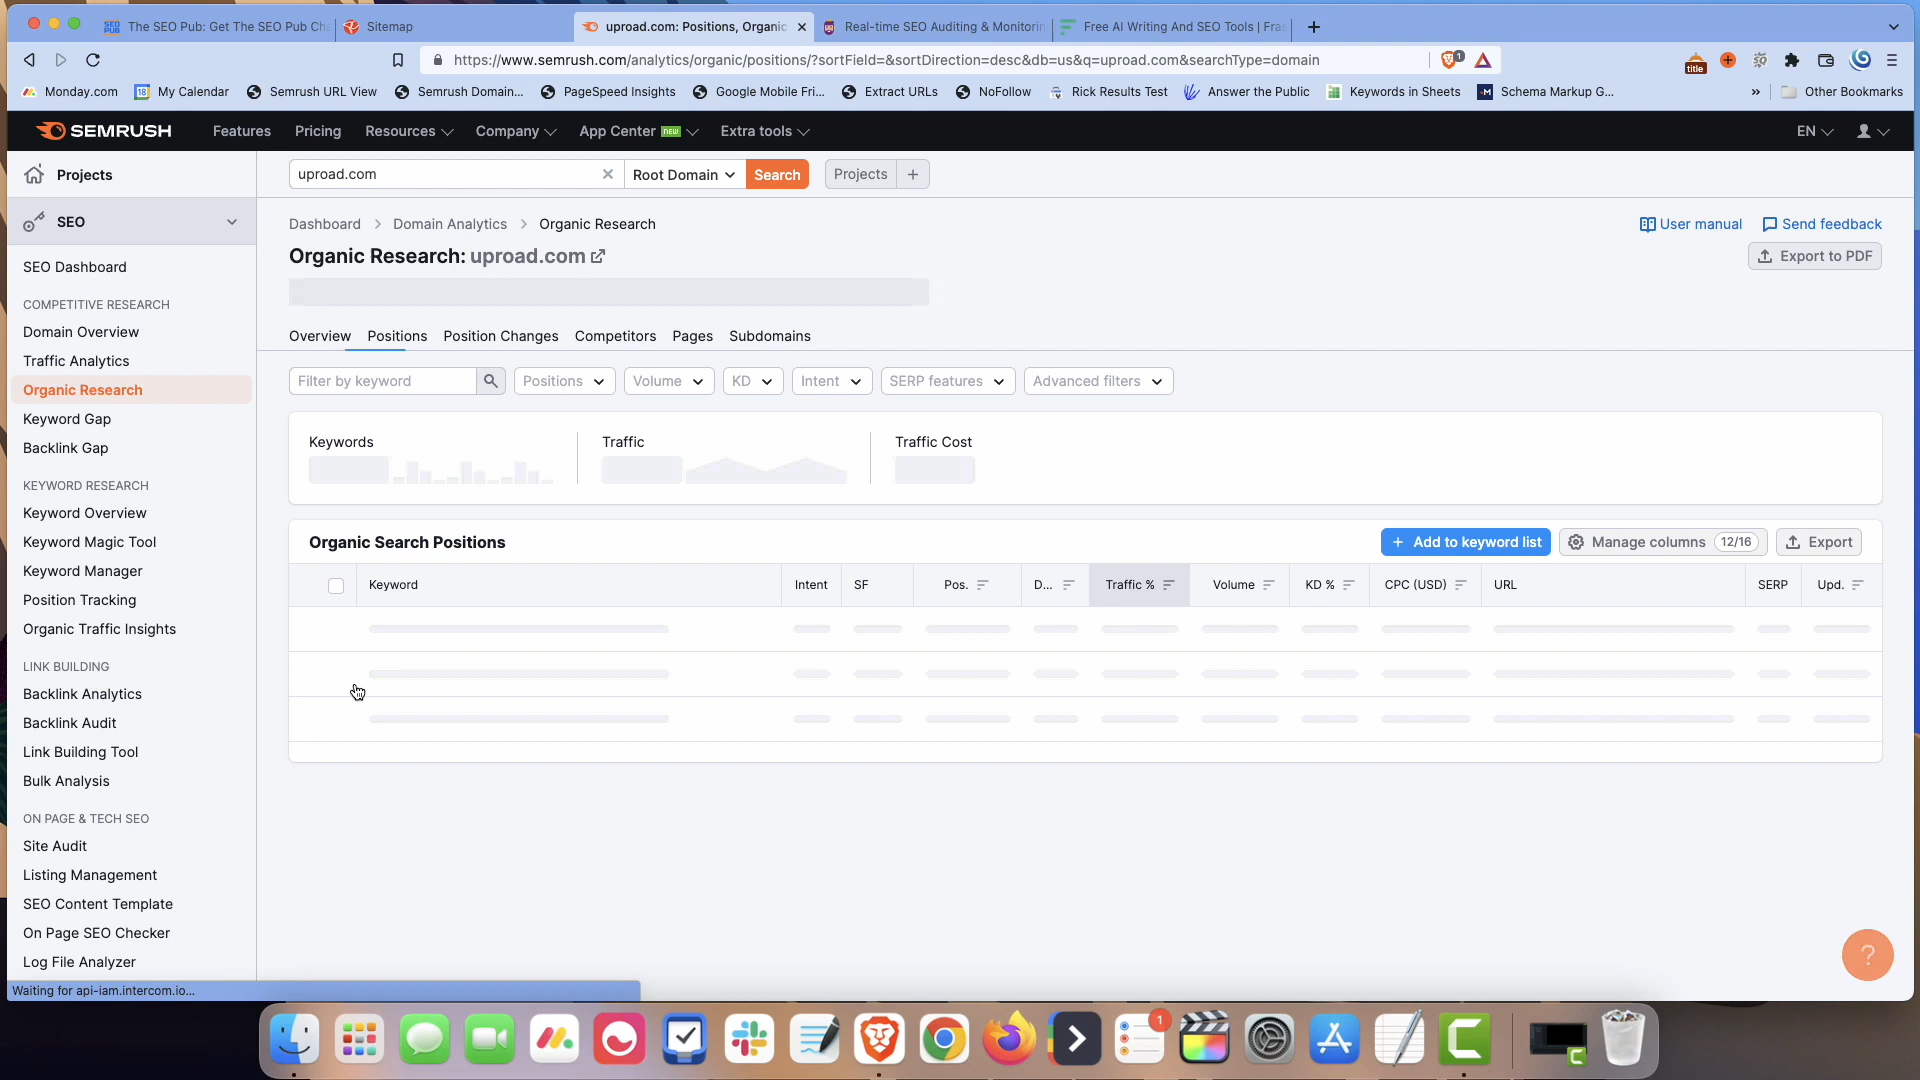 The SEO Pub: Get The SEO Pub Ch
Sitemap
uproad.com: Positions, Organic
Real-time SEO Auditing & Monitorin
Free AI Writing And SEO Tools | Fras
https://www.semrush.com/analytics/organic/positions/?sortField=&sortDirection=desc&db=us&q=uproad.com&searchType=domain
1
title
Monday.com
18
My Calendar
Semrush URL View
Semrush Domain...
PageSpeed Insights
Google Mobile Fri...
Extract URLs
NoFollow
Rick Results Test
Answer the Public
Keywords in Sheets
Schema Markup G...
»
Other Bookmarks
SEMRUSH
Features
Pricing
Resources
Company
App Center NEW
Extra tools
EN
Projects
uproad.com
Root Domain
Search
Projects
+
SEO
Dashboard > Domain Analytics > Organic Research
User manual
Send feedback
Organic Research: uproad.com
Export to PDF
SEO Dashboard
COMPETITIVE RESEARCH
Domain Overview
Traffic Analytics
Organic Research
Keyword Gap
Backlink Gap
KEYWORD RESEARCH
Keyword Overview
Keyword Magic Tool
Keyword Manager
Position Tracking
Organic Traffic Insights
LINK BUILDING
Backlink Analytics
Backlink Audit
Link Building Tool
Bulk Analysis
ON PAGE & TECH SEO
Site Audit
Listing Management
SEO Content Template
On Page SEO Checker
Log File Analyzer
Overview
Positions
Position Changes
Competitors
Pages
Subdomains
Filter by keyword
Positions
Volume
KD
Intent
SERP features
Advanced filters
Keywords
Traffic
Traffic Cost
Organic Search Positions
+ Add to keyword list
Manage columns 12/16
Export
Keyword
Intent
SF
Pos.
D...
Traffic %
Volume
KD %
CPC (USD)
URL
SERP
Upd.
?
Waiting for api-iam.intercom.io...
1